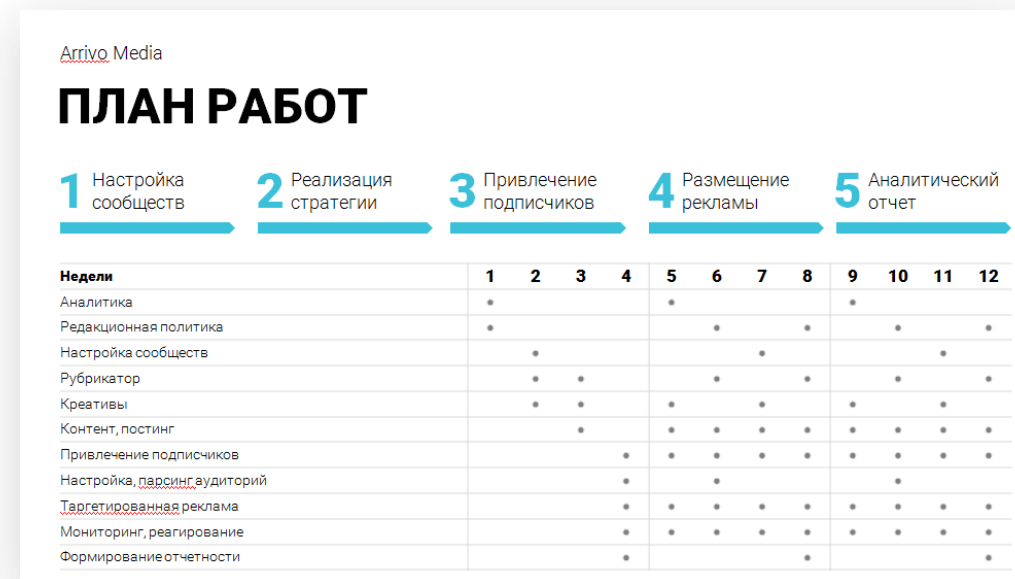 Arrivo Media
ПЛАН РАБОТ
1 Настройка сообществ
2 Реализация стратегии
3 Привлечение подписчиков
4 Размещение рекламы
5 Аналитический отчет
Недели 1 2 3 4 5 6 7 8 9 10 11 12
Аналитика
Редакционная политика
Настройка сообществ
Рубрикатор
Креативы
Контент, постинг
Привлечение подписчиков
Настройка, парсинг аудиторий
Таргетированная реклама
Мониторинг, реагирование
Формирование отчетности